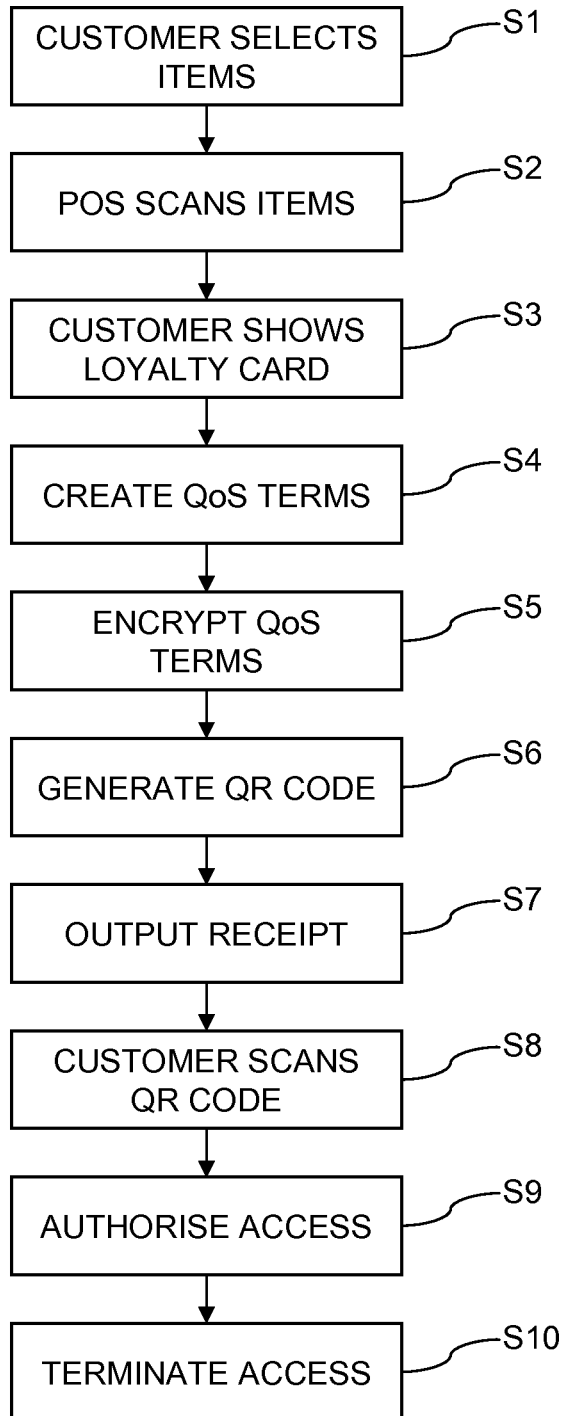 CUSTOMER SELECTS
ITEMS
S1
POS SCANS ITEMS
S2
CUSTOMER SHOWS
LOYALTY CARD
S3
CREATE QoS TERMS
S4
ENCRYPT QoS
TERMS
S5
GENERATE QR CODE
S6
OUTPUT RECEIPT
S7
CUSTOMER SCANS
QR CODE
S8
AUTHORISE ACCESS
S9
TERMINATE ACCESS
S10